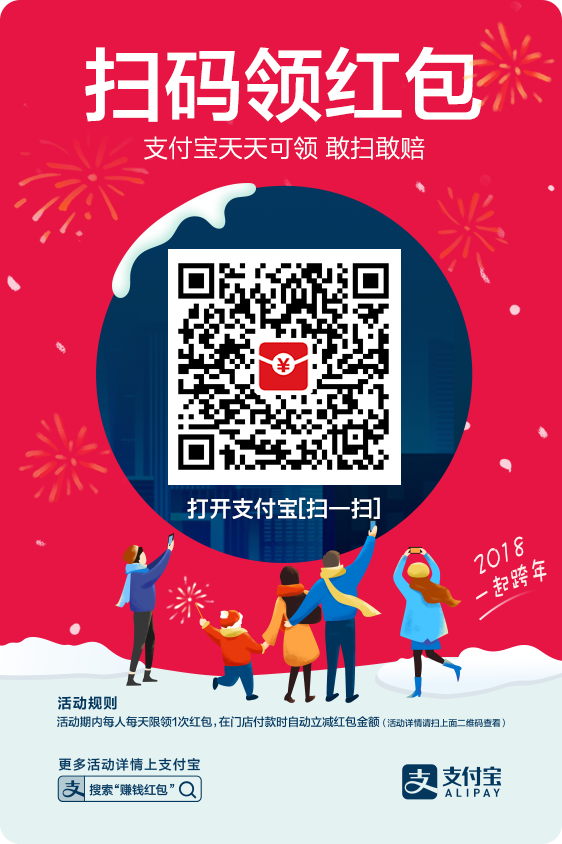 扫码领红包
支付宝天天可领 敢扫敢赔
¥
打开支付宝[扫一扫]
2018
一起跨年
活动规则
活动期内每人每天限领1次红包，在门店付款时自动立减红包金额（活动详情请扫上面二维码查看）
更多活动详情上支付宝
支 搜索“赚钱红包”
支 支付宝
ALIPAY